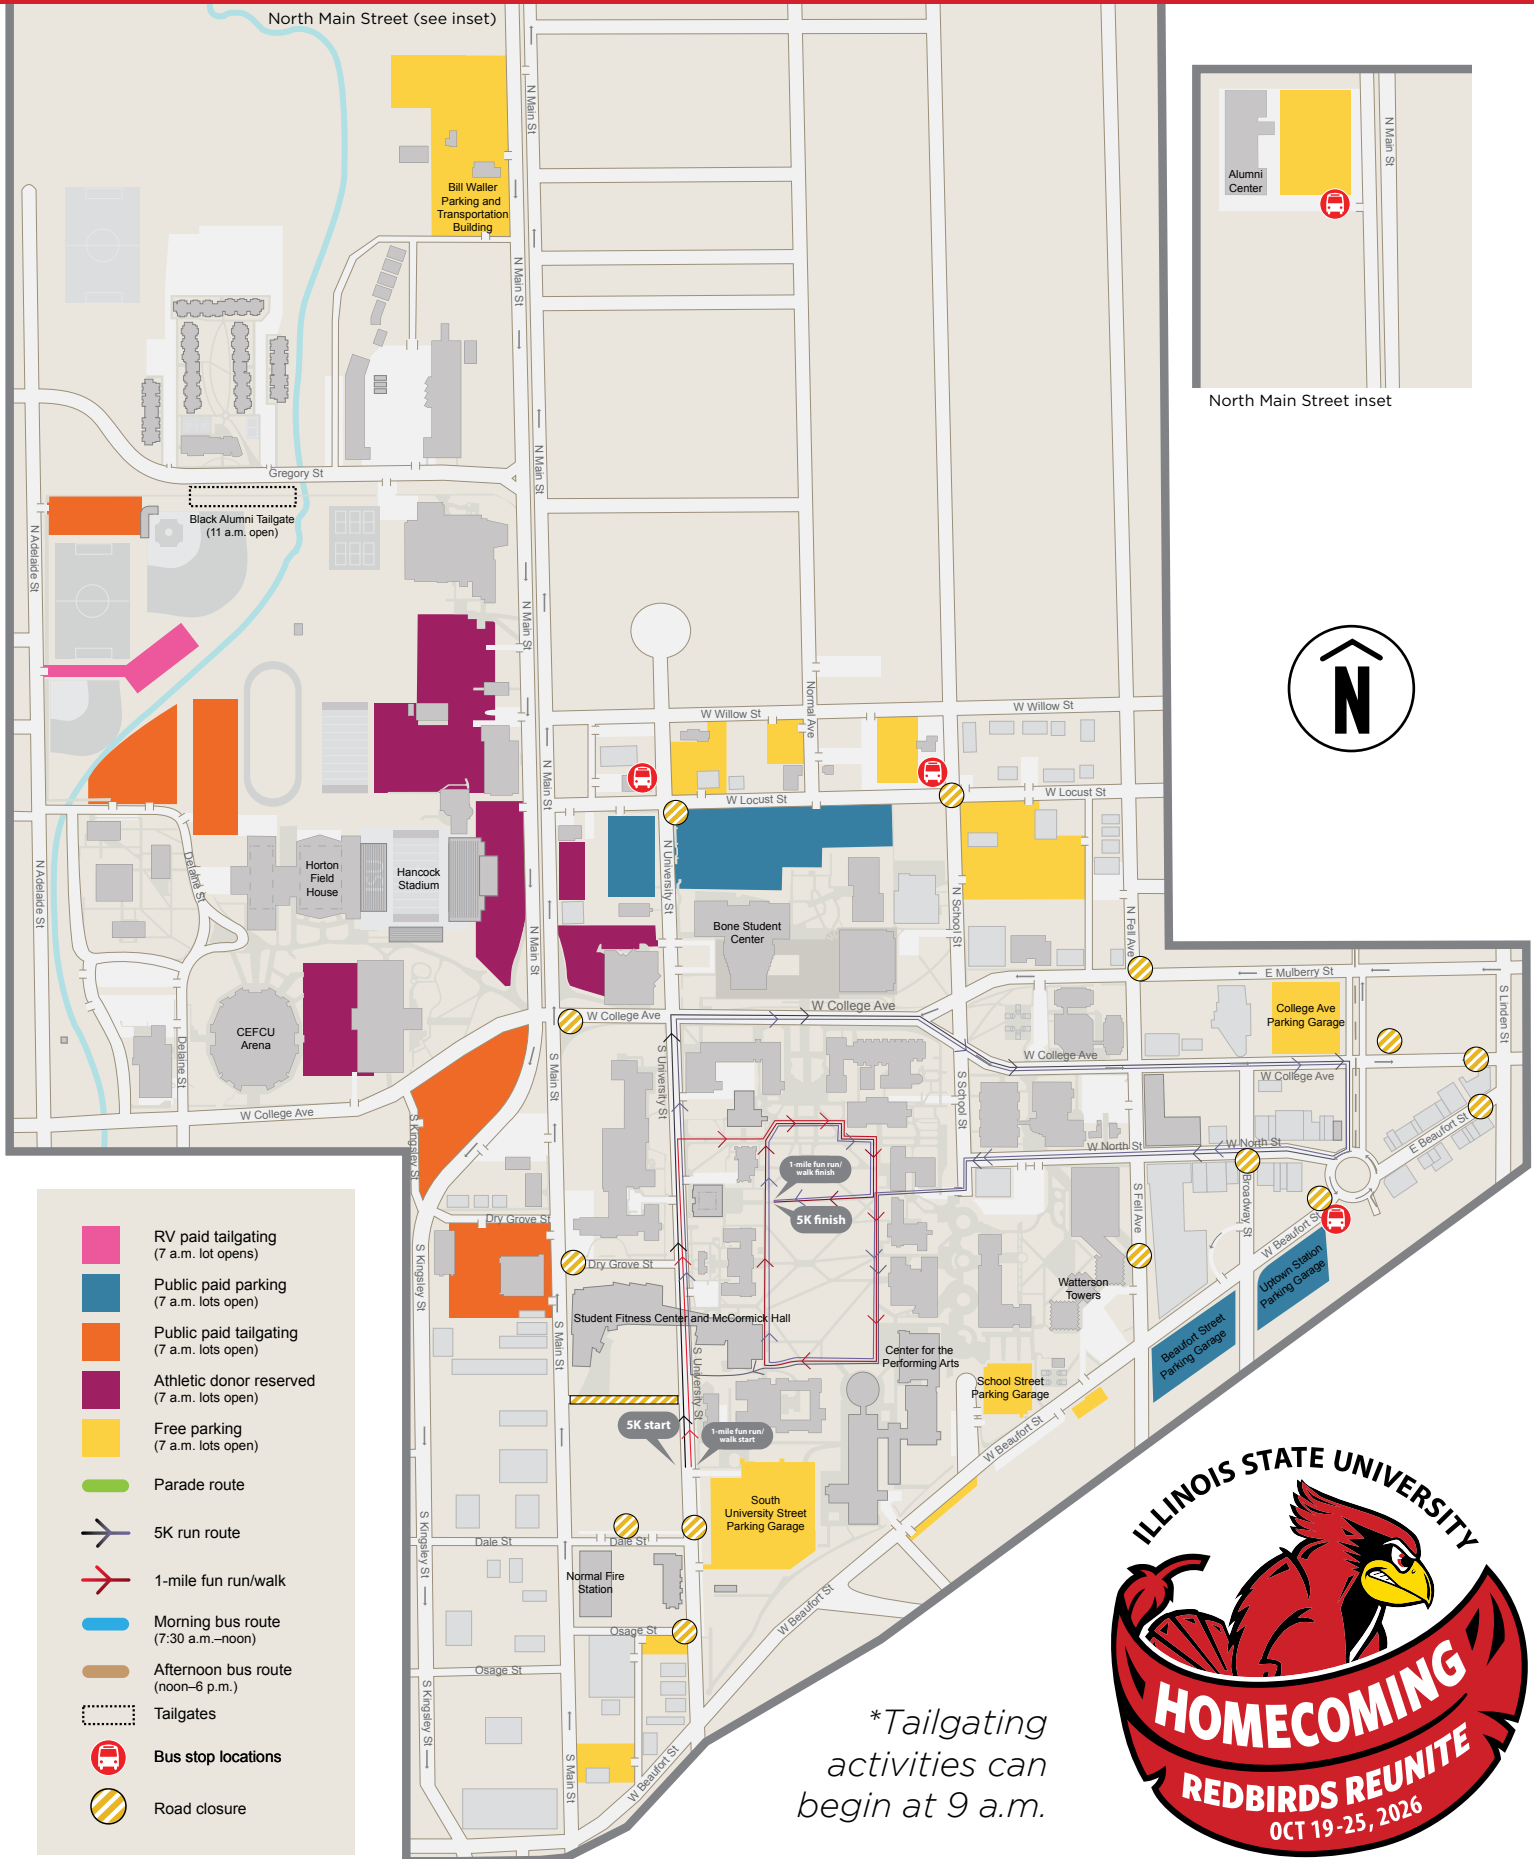 North Main Street (see inset)
N Main St
Bill Waller
Parking and
Transportation
Building
N Main St
N Main St
Alumni
Center
N Main St
North Main Street inset
Gregory St
Black Alumni Tailgate
(11 a.m. open)
N Adelaide St
N Main St
N
W Willow St
W Willow St
Normal Ave
N Main St
W Locust St
W Locust St
N Adelaide St
Delaine St
Horton
Field
House
ISU
Hancock
Stadium
N University St
Bone Student
Center
N School St
N Fell Ave
N Main St
E Mulberry St
S Linden St
CEFCU
Arena
Delaine St
W College Ave
W College Ave
W College Ave
College Ave
Parking Garage
W College Ave
W College Ave
S Main St
S University St
S School St
S Kingsley St
W North St
W North St
E Beaufort St
1-mile fun run/
walk finish
5K finish
S Fell Ave
Broadway St
W Beaufort St
Dry Grove St
Dry Grove St
S Kingsley St
Watterson
Towers
Uptown Station
Parking Garage
Beaufort Street
Parking Garage
Student Fitness Center and McCormick Hall
S Main St
S University St
Center for the
Performing Arts
School Street
Parking Garage
W Beaufort St
5K start
1-mile fun run/
walk start
South
University Street
Parking Garage
S Kingsley St
Dale St
Dale St
Normal Fire
Station
W Beaufort St
Osage St
Osage St
S Kingsley St
S Main St
W Beaufort St
RV paid tailgating
(7 a.m. lot opens)
Public paid parking
(7 a.m. lots open)
Public paid tailgating
(7 a.m. lots open)
Athletic donor reserved
(7 a.m. lots open)
Free parking
(7 a.m. lots open)
Parade route
5K run route
1-mile fun run/walk
Morning bus route
(7:30 a.m.–noon)
Afternoon bus route
(noon–6 p.m.)
Tailgates
Bus stop locations
Road closure
*Tailgating
activities can
begin at 9 a.m.
ILLINOIS STATE UNIVERSITY
HOMECOMING
REDBIRDS REUNITE
OCT 19-25, 2026